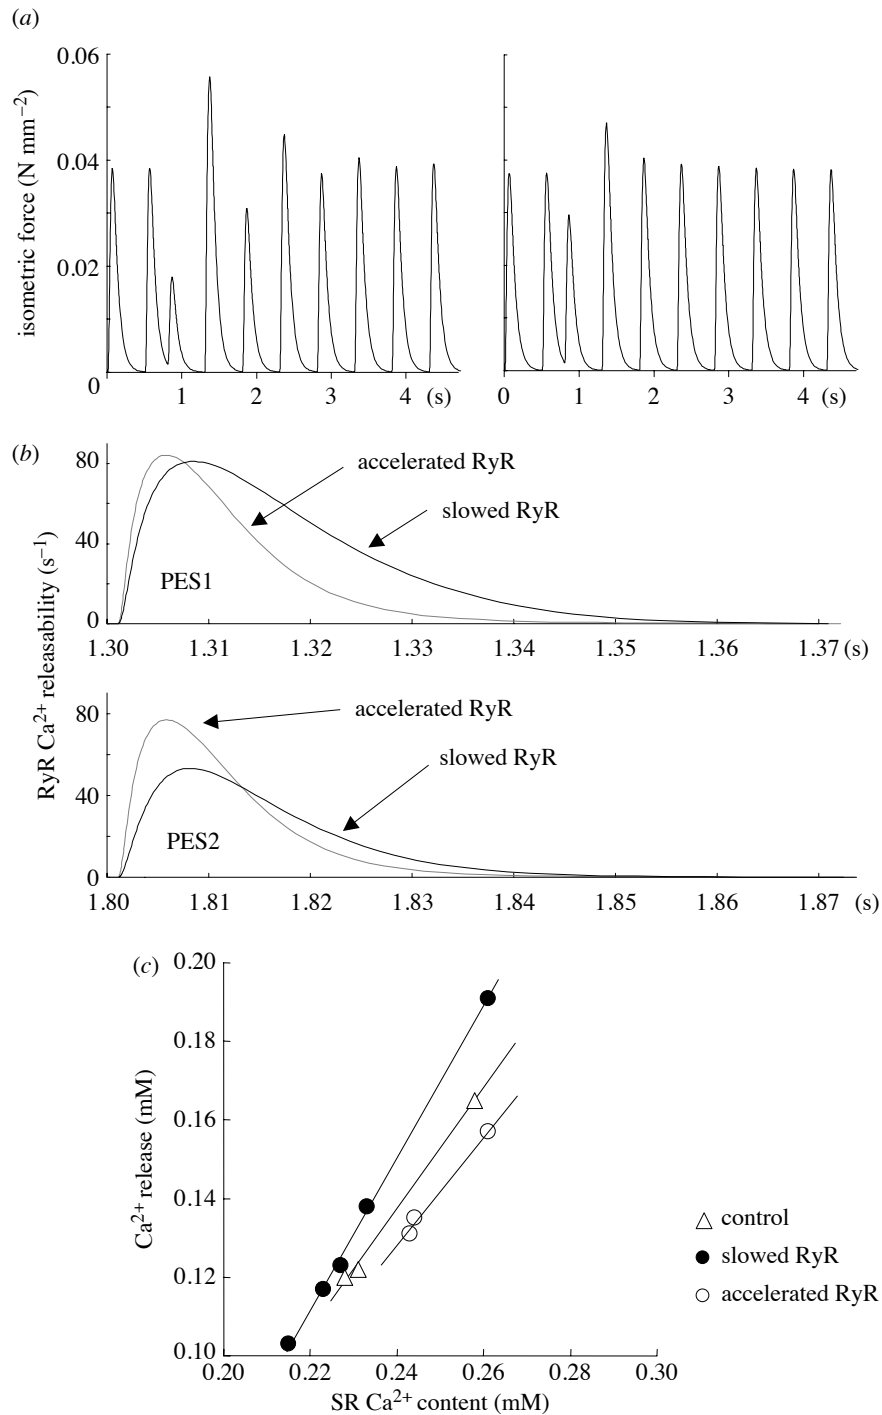 (a)
isometric force (N mm−2)
0.06
0.04
0.02
0
1 2 3 4 (s)
0 1 2 3 4 (s)
(b)
RyR Ca2+ releasability (s−1)
80
40
0
accelerated RyR
slowed RyR
PES1
1.30 1.31 1.32 1.33 1.34 1.35 1.36 1.37 (s)
80
40
0
accelerated RyR
slowed RyR
PES2
1.80 1.81 1.82 1.83 1.84 1.85 1.86 1.87 (s)
(c)
Ca2+ release (mM)
0.20
0.18
0.16
0.14
0.12
0.10
0.20 0.22 0.24 0.26 0.28 0.30
SR Ca2+ content (mM)
control
slowed RyR
accelerated RyR